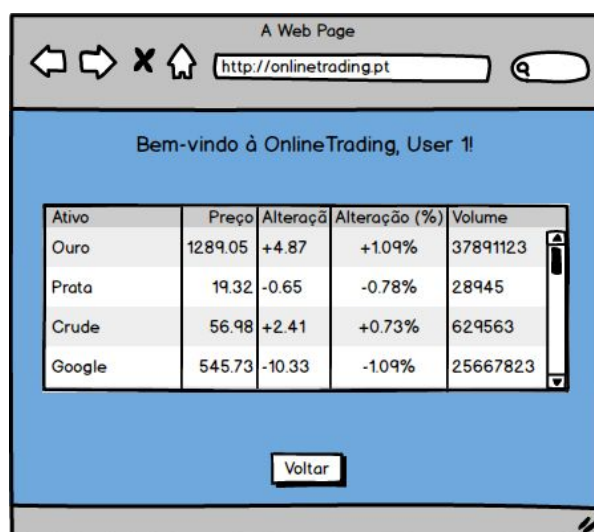 A Web Page
http://onlinetrading.pt
Bem-vindo à OnlineTrading, User 1!
Ativo Preço Alteraçã Alteração (%) Volume
Ouro 1289.05 +4.87 +1.09% 37891123
Prata 19.32 -0.65 -0.78% 28945
Crude 56.98 +2.41 +0.73% 629563
Google 545.73 -10.33 -1.09% 25667823
Voltar